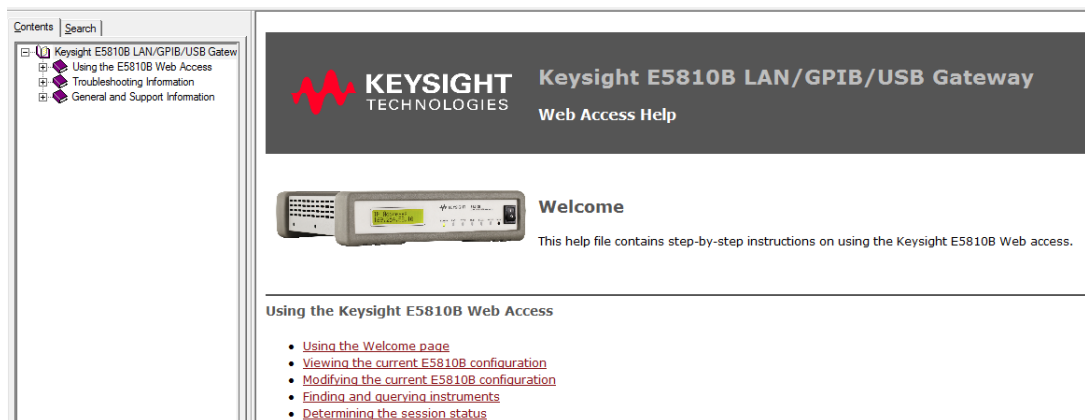 Contents
Search
Keysight E5810B LAN/GPIB/USB Gatew
Using the E5810B Web Access
Troubleshooting Information
General and Support Information
KEYSIGHT
TECHNOLOGIES
Keysight E5810B LAN/GPIB/USB Gateway
Web Access Help
Welcome
This help file contains step-by-step instructions on using the Keysight E5810B Web access.
Using the Keysight E5810B Web Access
Using the Welcome page
Viewing the current E5810B configuration
Modifying the current E5810B configuration
Finding and querying instruments
Determining the session status